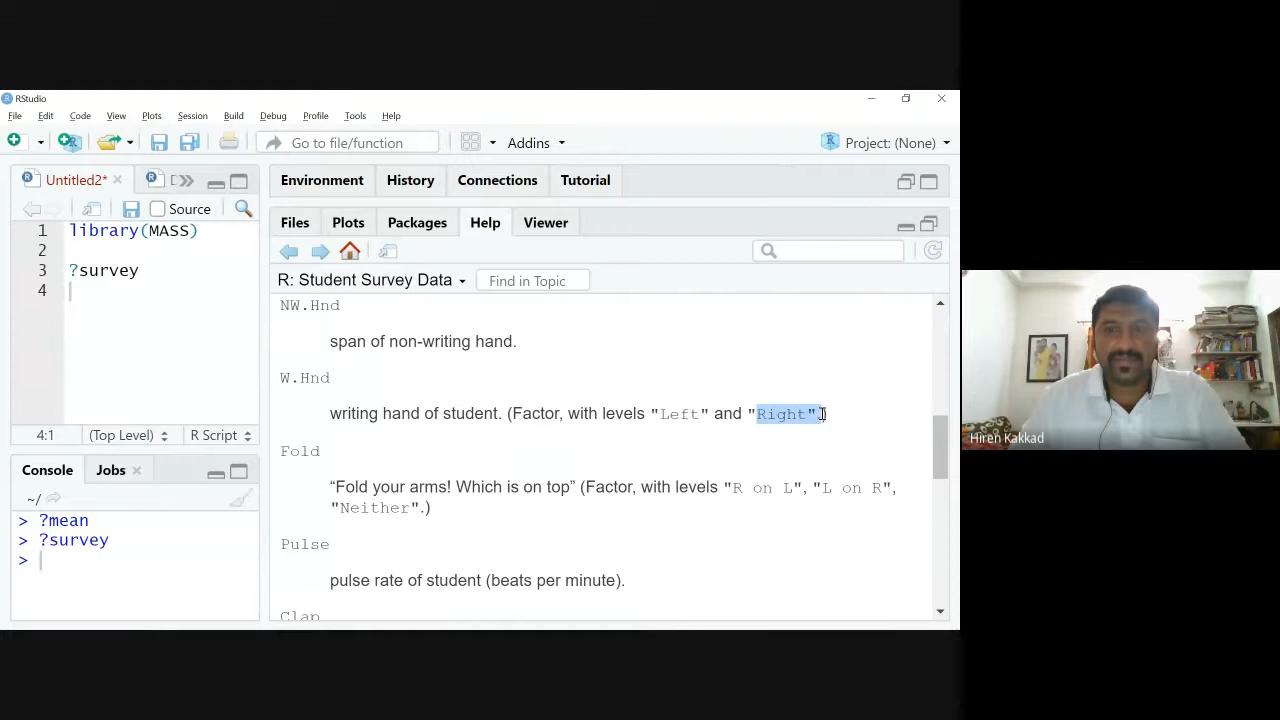 RStudio
File Edit Code View Plots Session Build Debug Profile Tools Help
Go to file/function Addins Project: (None)
Untitled2* Source
1 library(MASS)
2
3 ?survey
4
4:1 (Top Level) R Script
Console Jobs
~/
> ?mean
> ?survey
>
Environment History Connections Tutorial
Files Plots Packages Help Viewer
R: Student Survey Data Find in Topic
NW.Hnd
span of non-writing hand.
W.Hnd
writing hand of student. (Factor, with levels "Left" and "Right".)
Fold
“Fold your arms! Which is on top” (Factor, with levels "R on L", "L on R",
"Neither".)
Pulse
pulse rate of student (beats per minute).
Clap
Hiren Kakkad